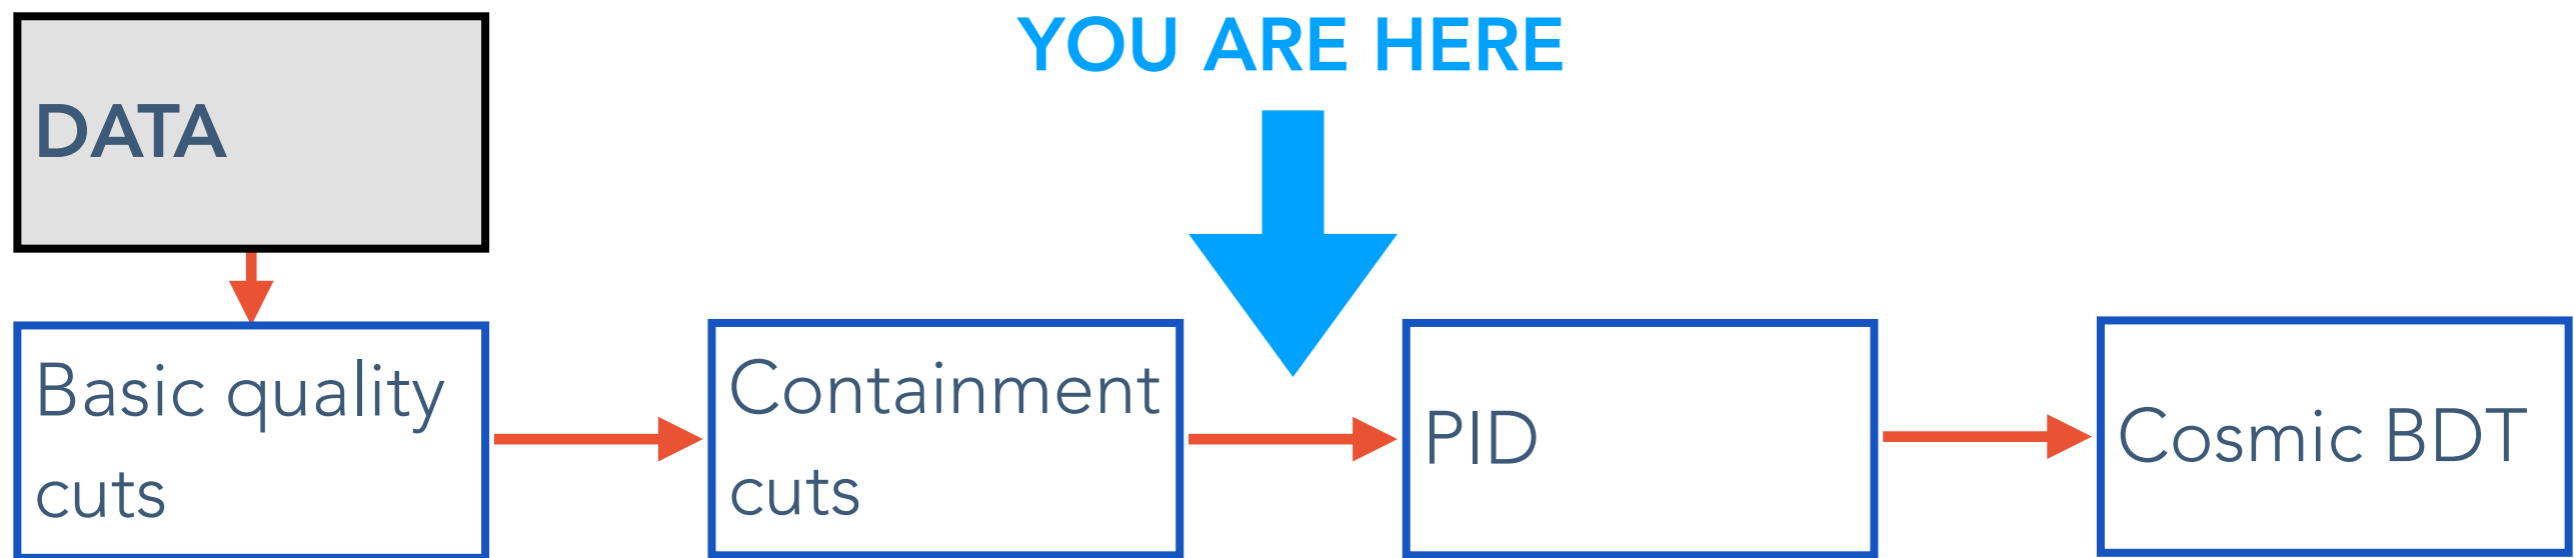 YOU ARE HERE
DATA
Basic quality
cuts
Containment
cuts
PID
Cosmic BDT